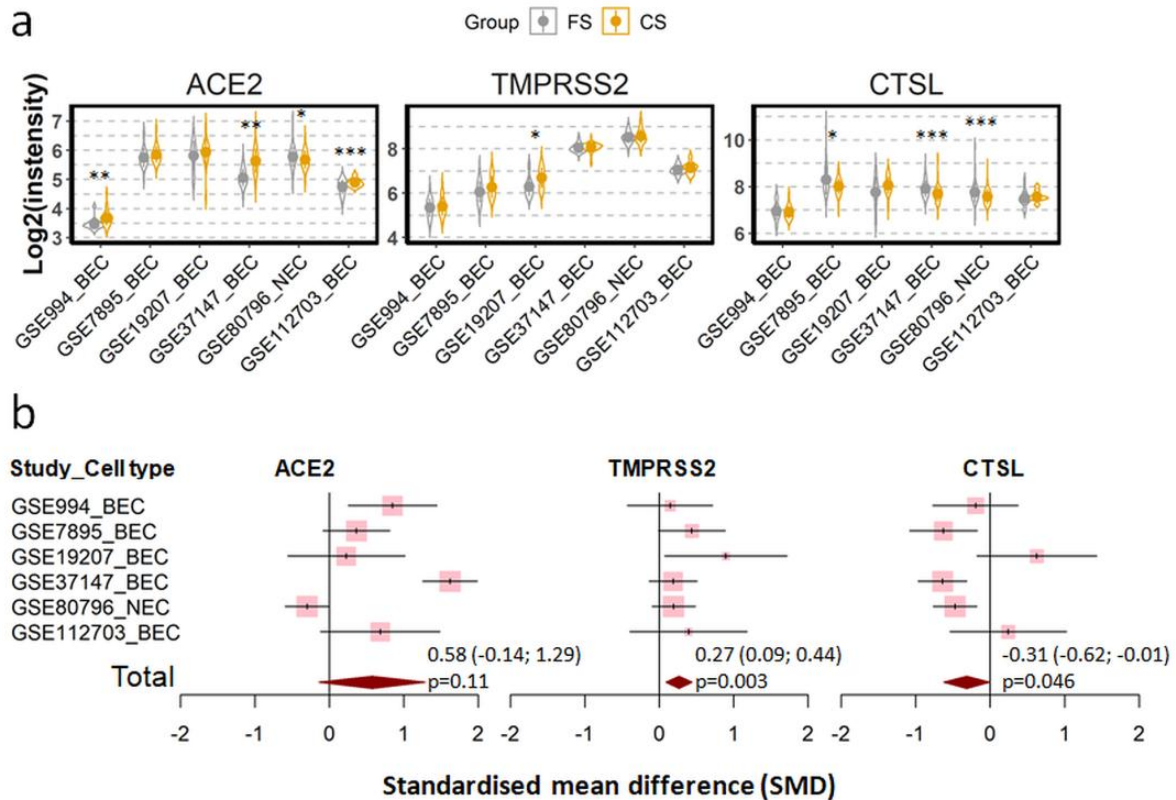 a
Group FS CS
ACE2 TMPRSS2 CTSL
Log2(instensity)
7
6
5
4
3
** ** * ***
8
6
4
*
10
8
6
* *** ***
GSE994_BEC
GSE7895_BEC
GSE19207_BEC
GSE37147_BEC
GSE80796_NEC
GSE112703_BEC
GSE994_BEC
GSE7895_BEC
GSE19207_BEC
GSE37147_BEC
GSE80796_NEC
GSE112703_BEC
GSE994_BEC
GSE7895_BEC
GSE19207_BEC
GSE37147_BEC
GSE80796_NEC
GSE112703_BEC
b
Study_Cell type ACE2 TMPRSS2 CTSL
GSE994_BEC
GSE7895_BEC
GSE19207_BEC
GSE37147_BEC
GSE80796_NEC
GSE112703_BEC
0.58 (-0.14; 1.29) 0.27 (0.09; 0.44) -0.31 (-0.62; -0.01)
Total p=0.11 p=0.003 p=0.046
-2 -1 0 1 2 -2 -1 0 1 2 -2 -1 0 1 2
Standardised mean difference (SMD)